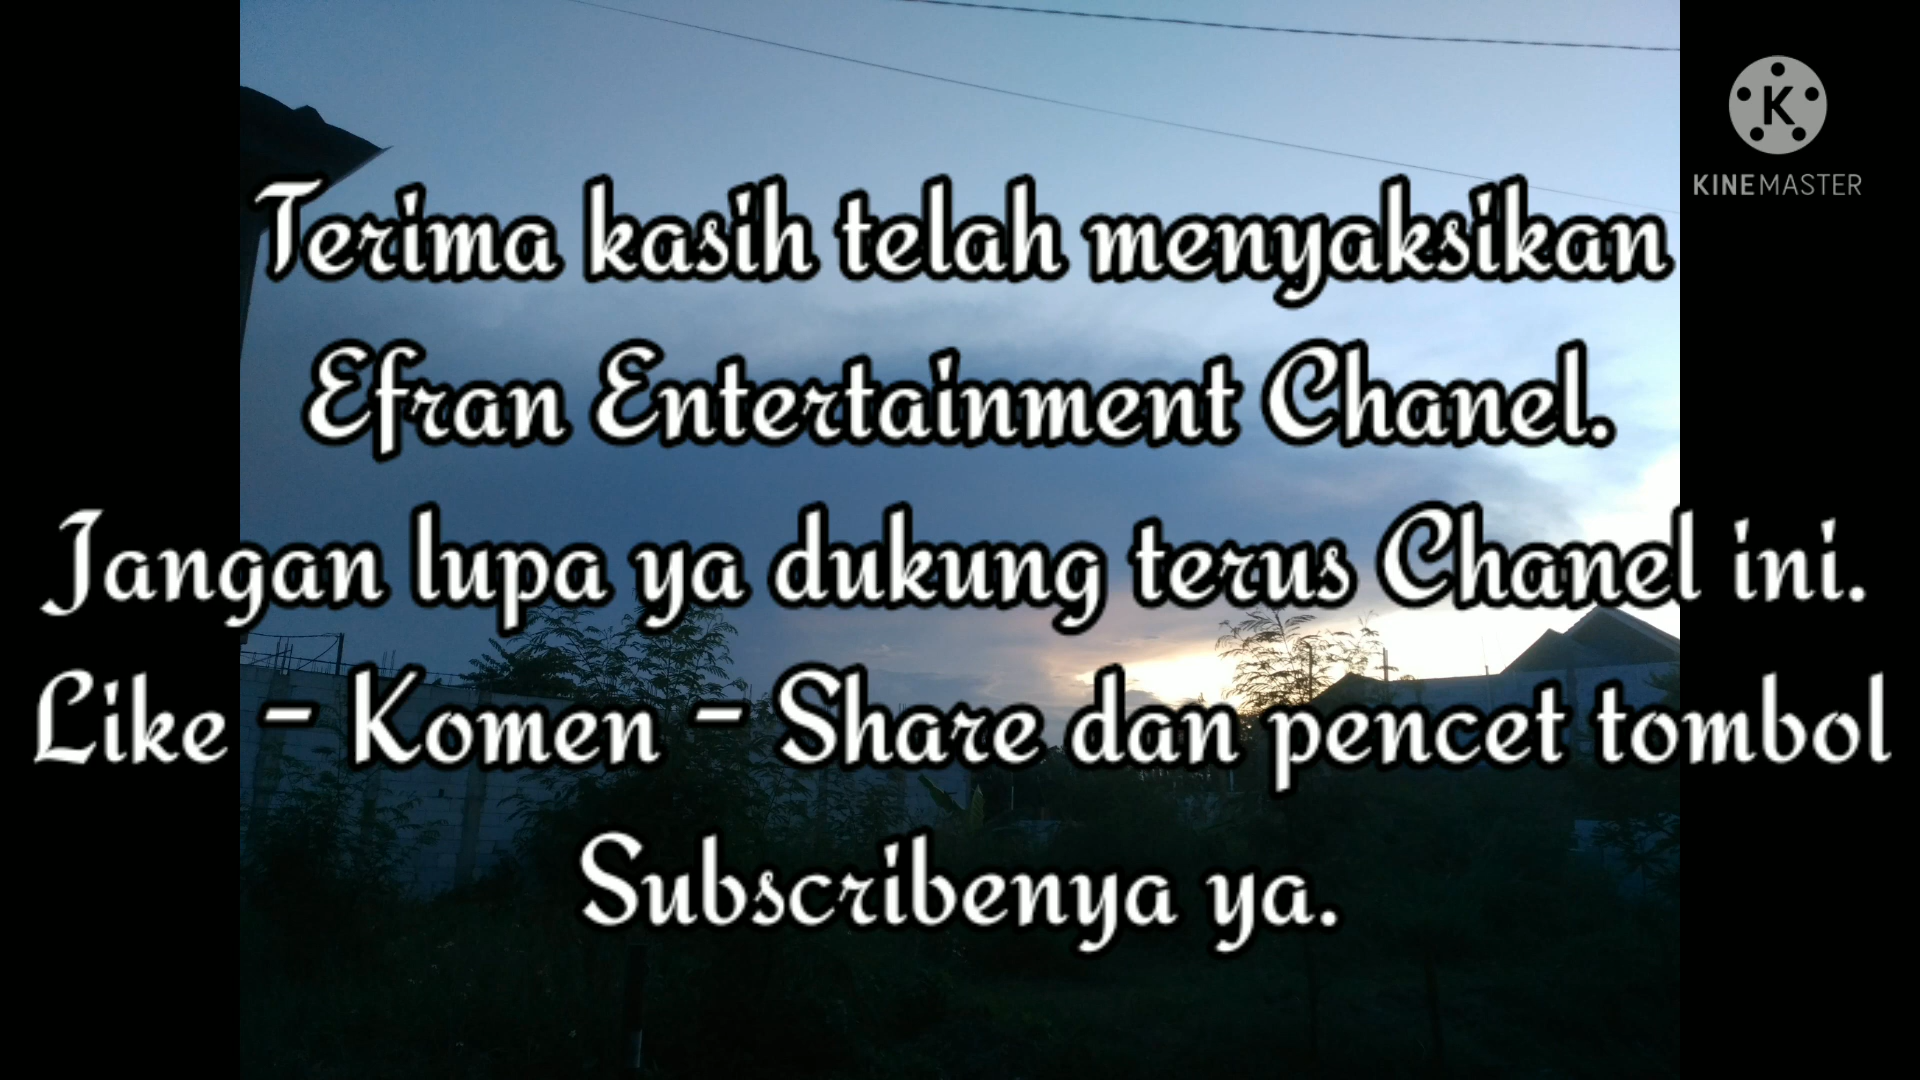 K
KINEMASTER
Terima kasih telah menyaksikan
Efran Entertainment Chanel.
Jangan lupa ya dukung terus Chanel ini.
Like - Komen - Share dan pencet tombol
Subscribenya ya.